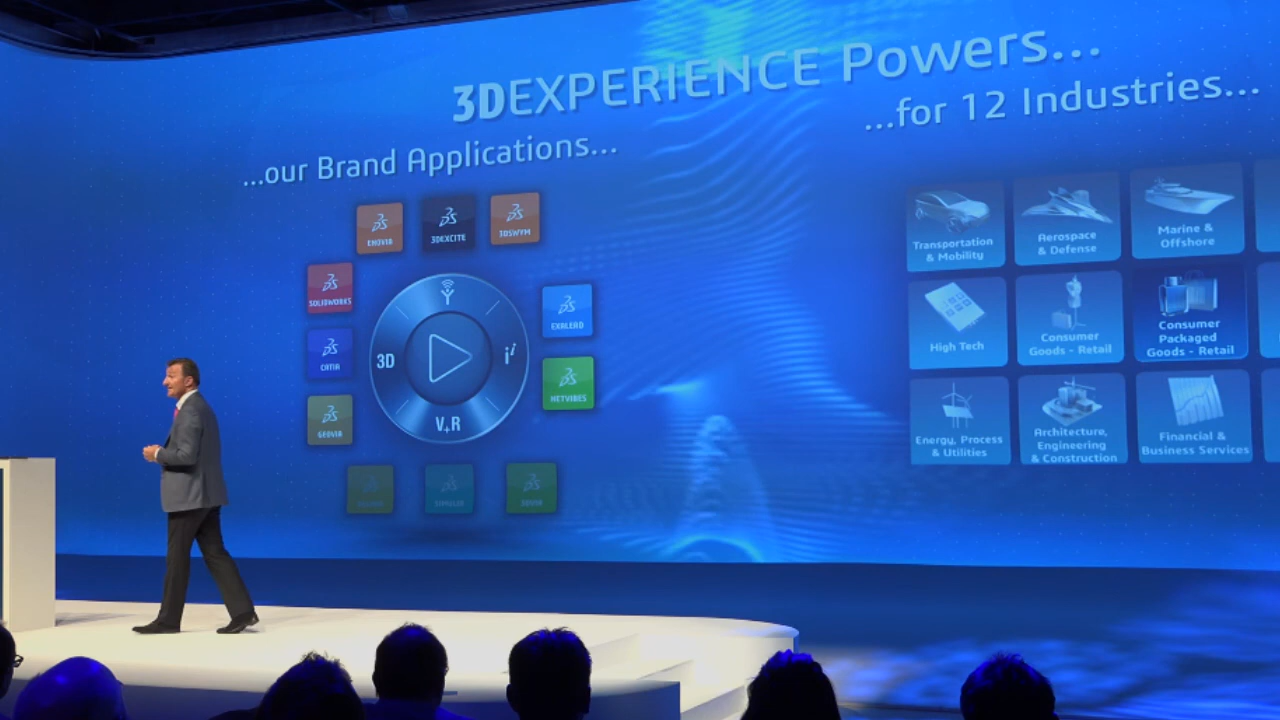 3DEXPERIENCE Powers...
...our Brand Applications...
...for 12 Industries...
ENOVIA
3DEXCITE
3DSWYM
SOLIDWORKS
EXALEAD
CATIA
NETVIBES
GEOVIA
3D
i
V+R
Transportation
& Mobility
Aerospace
& Defense
Marine &
Offshore
High Tech
Consumer
Goods - Retail
Consumer
Packaged
Goods - Retail
Energy, Process
& Utilities
Architecture,
Engineering
& Construction
Financial &
Business Services